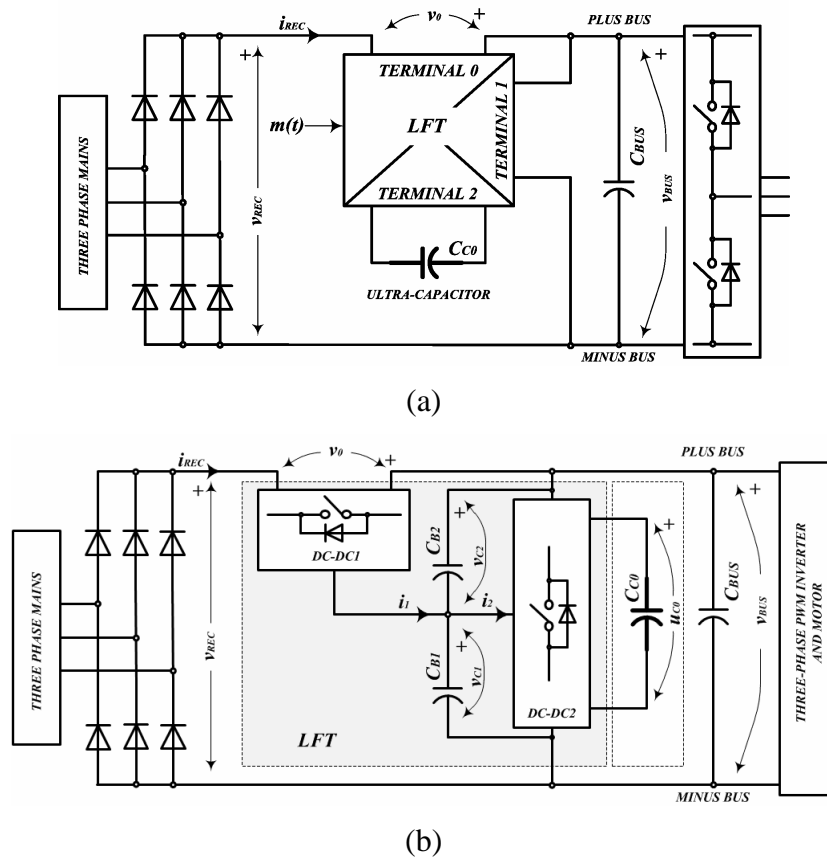 iREC
v0
+
PLUS BUS
+
TERMINAL 0
+
THREE PHASE MAINS
m(t)
LFT
TERMINAL 1
vREC
CBUS
vBUS
TERMINAL 2
CC0
ULTRA-CAPACITOR
MINUS BUS
(a)
iREC
v0
+
PLUS BUS
+
+
DC-DC1
CB2
+
vC2
+
THREE PHASE MAINS
vREC
i1
i2
CC0
uC0
CBUS
vBUS
THREE-PHASE PWM INVERTER
AND MOTOR
CB1
+
vC1
DC-DC2
LFT
MINUS BUS
(b)